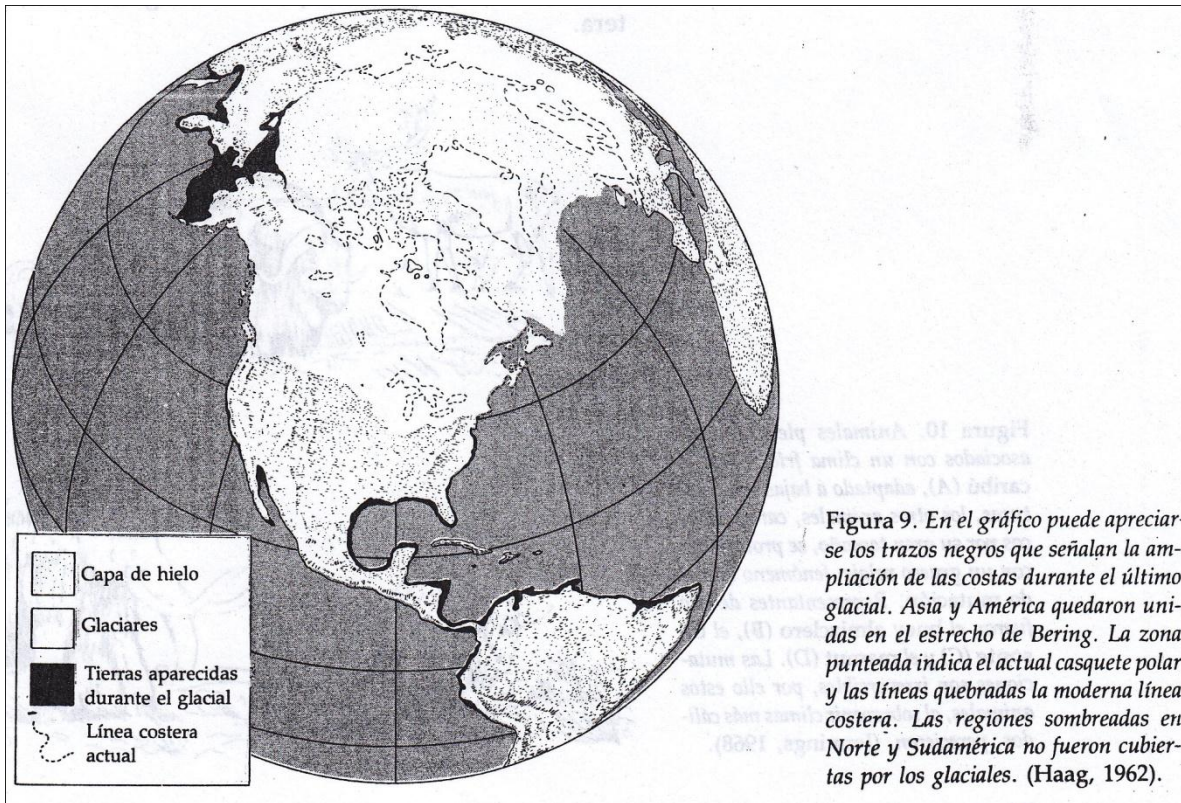 tera.
Capa de hielo
Glaciares
Tierras aparecidas
durante el glacial
Línea costera
actual
Figura 9. En el gráfico puede apreciar-
se los trazos negros que señalan la am-
pliación de las costas durante el último
glacial. Asia y América quedaron uni-
das en el estrecho de Bering. La zona
punteada indica el actual casquete polar
y las líneas quebradas la moderna línea
costera. Las regiones sombreadas en
Norte y Sudamérica no fueron cubier-
tas por los glaciales. (Haag, 1962).
Figura 10. Animales
asociados con un clima
caribú (A), adaptado a